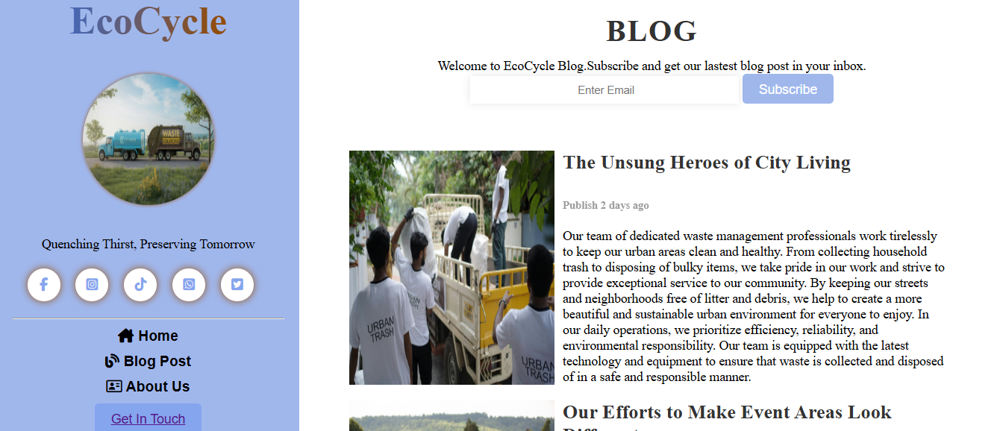 EcoCycle
WASTE
Quenching Thirst, Preserving Tomorrow
Home
Blog Post
About Us
Get In Touch
BLOG
Welcome to EcoCycle Blog.Subscribe and get our lastest blog post in your inbox.
Enter Email
Subscribe
URBAN
TRASH
URBAN
TRASH
The Unsung Heroes of City Living
Publish 2 days ago
Our team of dedicated waste management professionals work tirelessly
to keep our urban areas clean and healthy. From collecting household
trash to disposing of bulky items, we take pride in our work and strive to
provide exceptional service to our community. By keeping our streets
and neighborhoods free of litter and debris, we help to create a more
beautiful and sustainable urban environment for everyone to enjoy. In
our daily operations, we prioritize efficiency, reliability, and
environmental responsibility. Our team is equipped with the latest
technology and equipment to ensure that waste is collected and disposed
of in a safe and responsible manner.
Our Efforts to Make Event Areas Look